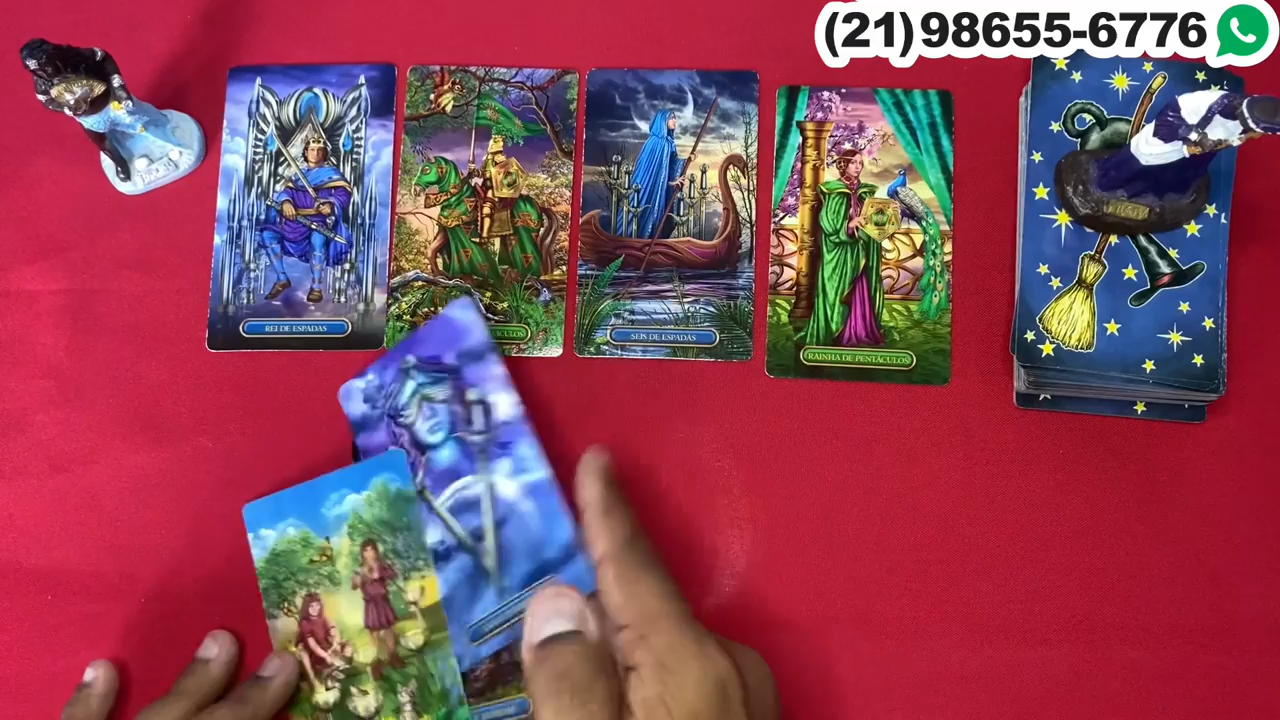 (21)98655-6776
REI DE ESPADAS
SEIS DE ESPADAS
RAINHA DE PENTÁCULOS